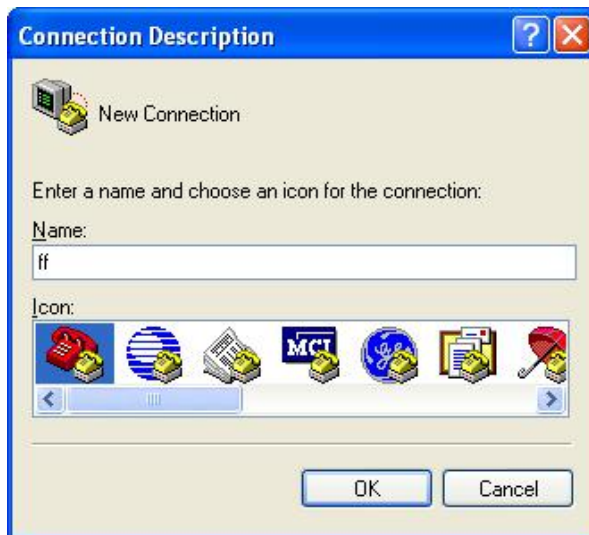 Connection Description
New Connection
Enter a name and choose an icon for the connection:
Name:
ff
Icon:
MCI
OK
Cancel